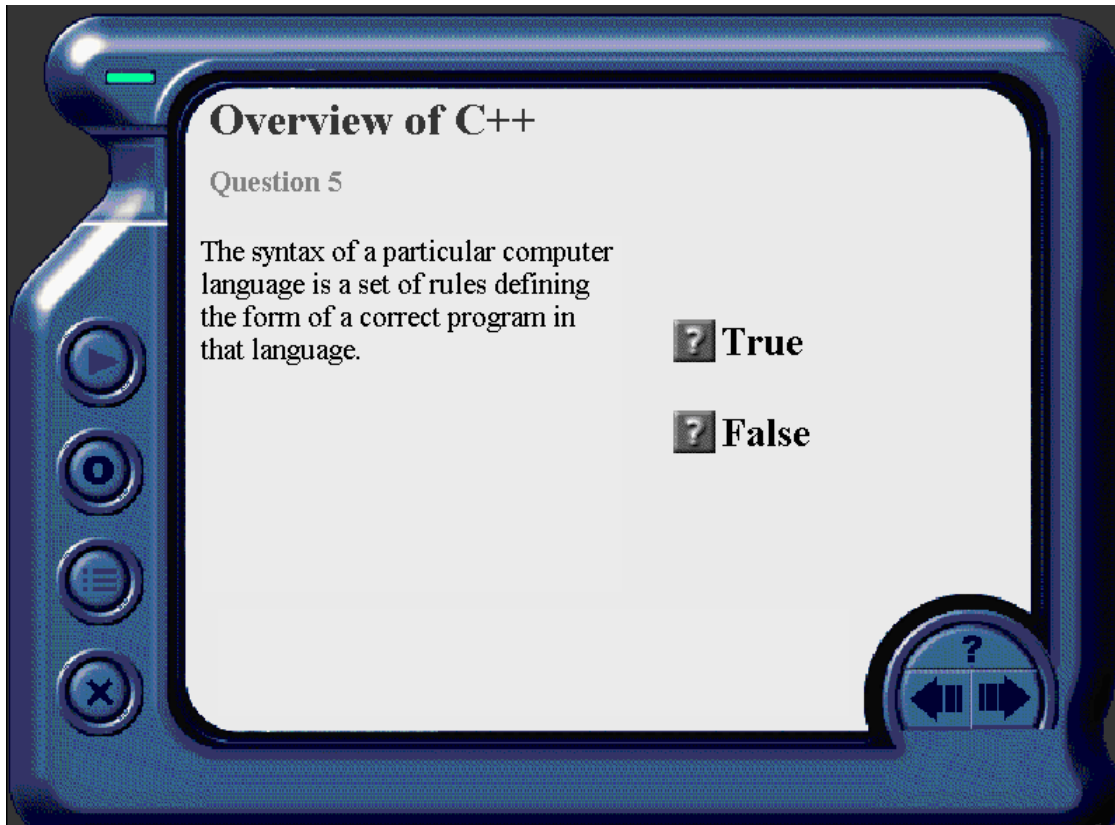 Overview of C++
Question 5
The syntax of a particular computer
language is a set of rules defining
the form of a correct program in
that language.
? True
? False
?